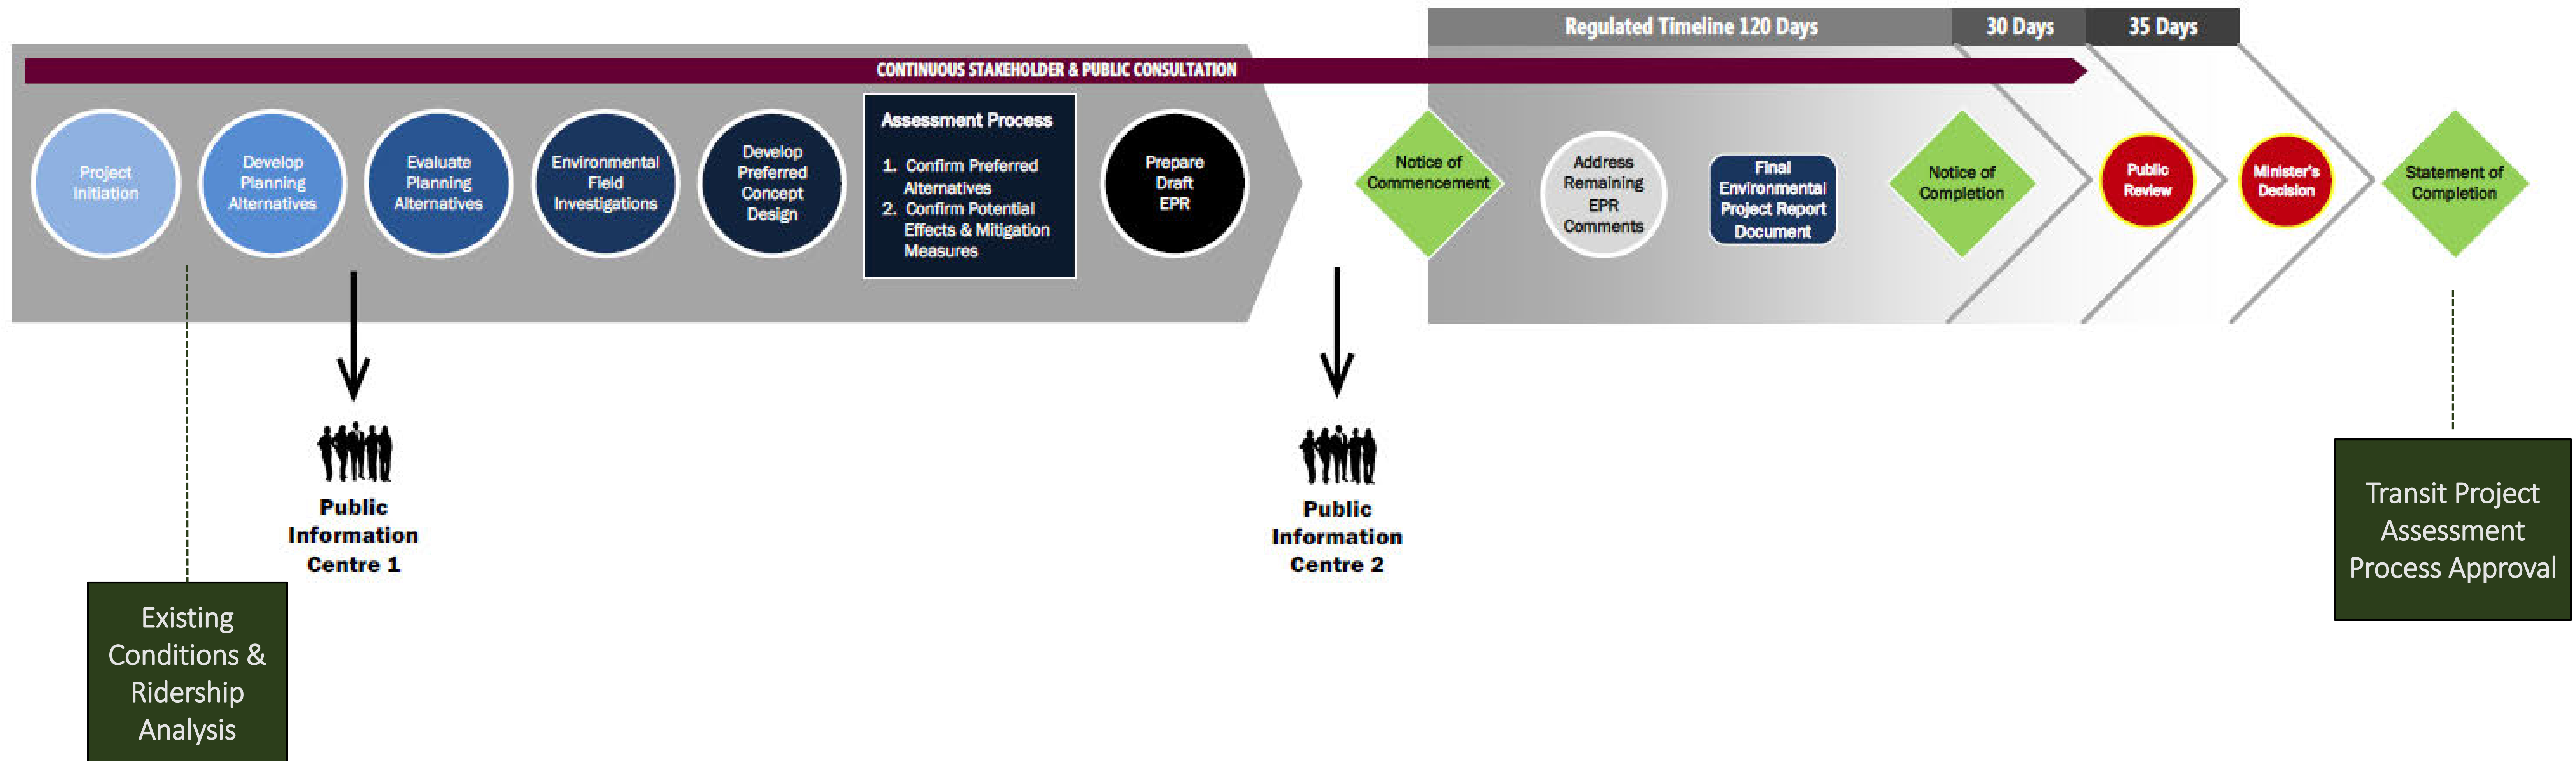 Regulated Timeline 120 Days
30 Days
35 Days
CONTINUOUS STAKEHOLDER & PUBLIC CONSULTATION
Project
Initiation
Develop
Planning
Alternatives
Evaluate
Planning
Alternatives
Environmental
Field
Investigations
Develop
Preferred
Concept
Design
Assessment Process
1. Confirm Preferred
Alternatives
2. Confirm Potential
Effects & Mitigation
Measures
Prepare
Draft
EPR
Notice of
Commencement
Address
Remaining
EPR
Comments
Final
Environmental
Project Report
Document
Notice of
Completion
Public
Review
Minister's
Decision
Statement of
Completion
Public
Information
Centre 1
Public
Information
Centre 2
Existing
Conditions &
Ridership
Analysis
Transit Project
Assessment
Process Approval